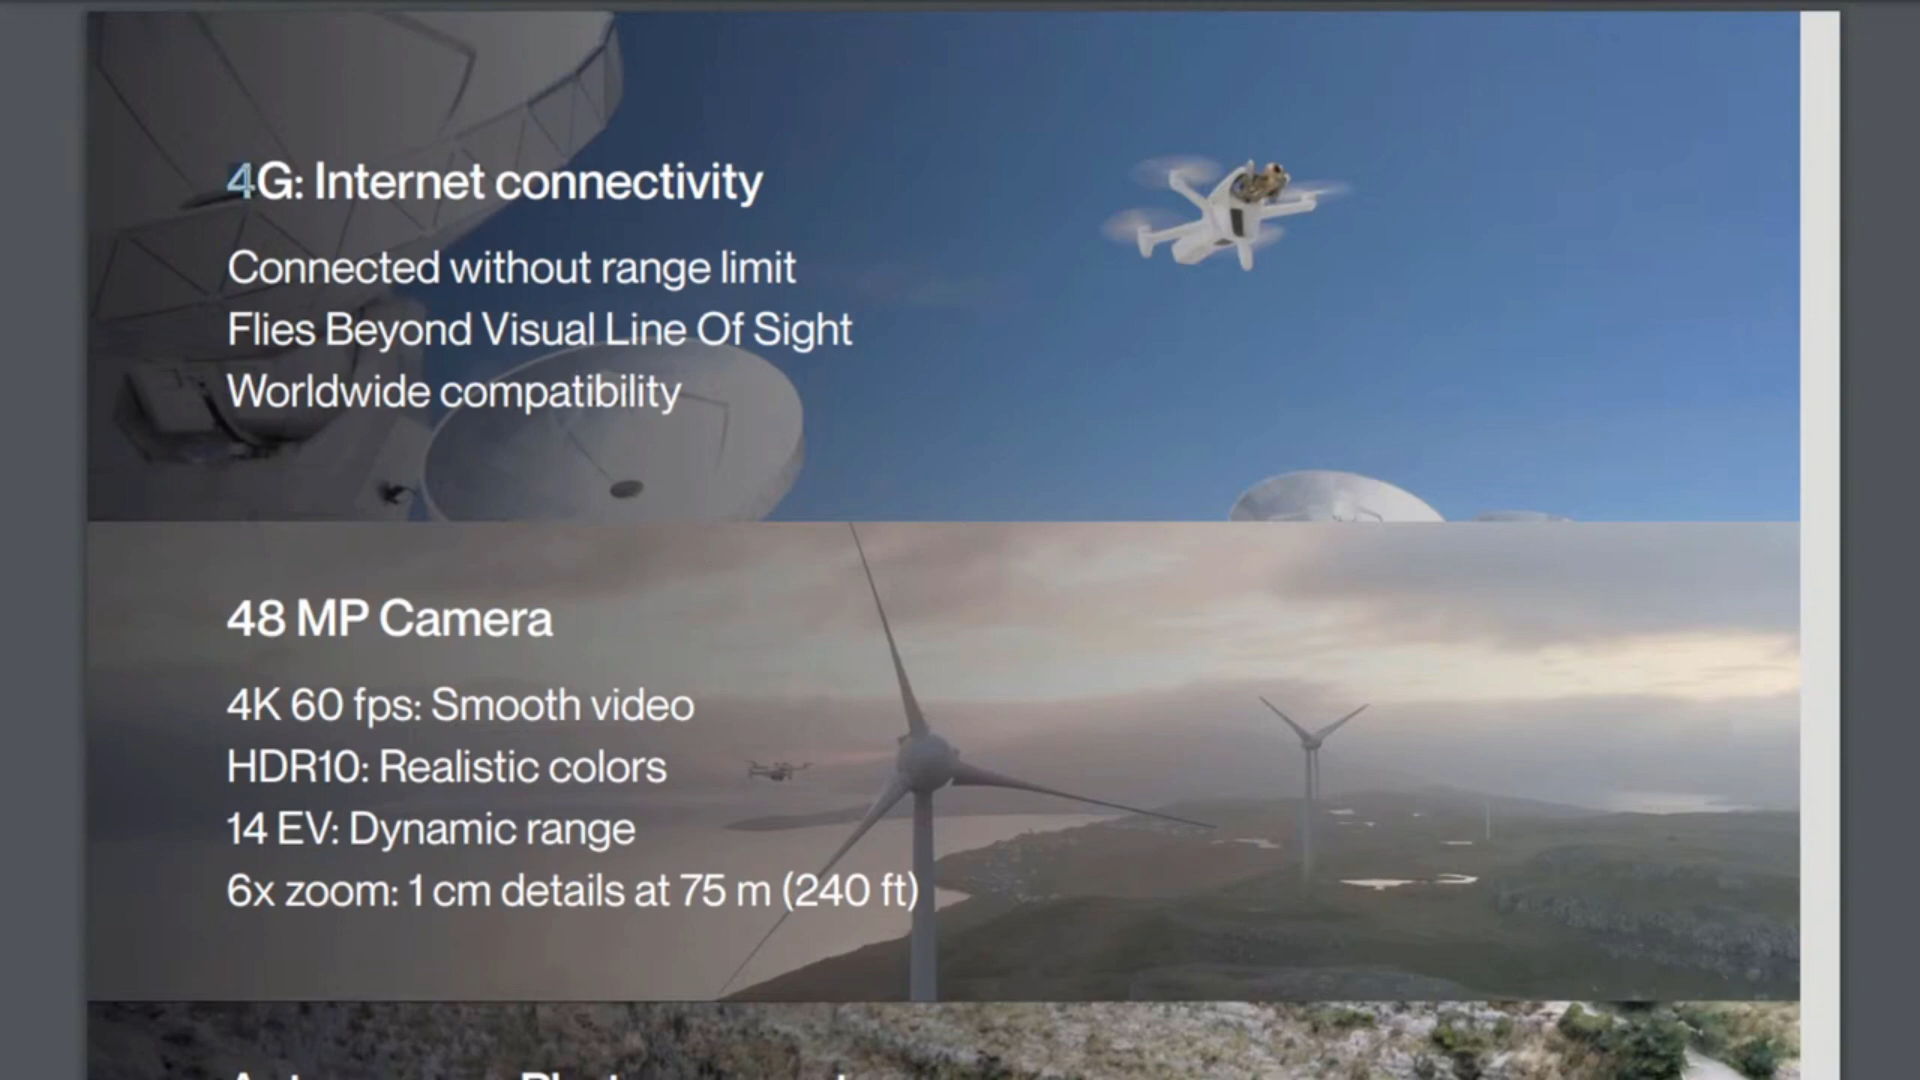 4G: Internet connectivity
Connected without range limit
Flies Beyond Visual Line Of Sight
Worldwide compatibility
48 MP Camera
4K 60 fps: Smooth video
HDR10: Realistic colors
14 EV: Dynamic range
6x zoom: 1 cm details at 75 m (240 ft)